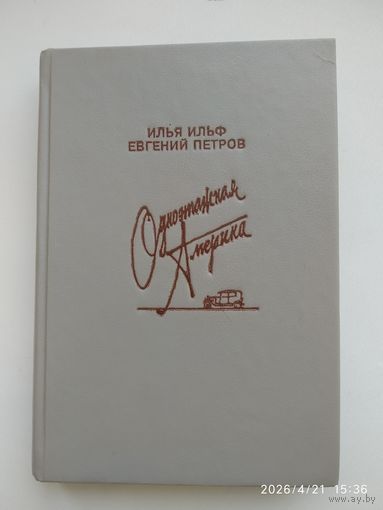 ИЛЬЯ ИЛЬФ
ЕВГЕНИЙ ПЕТРОВ
Одноэтажная
Америка
2026/4/21 15:36
www.ay.by